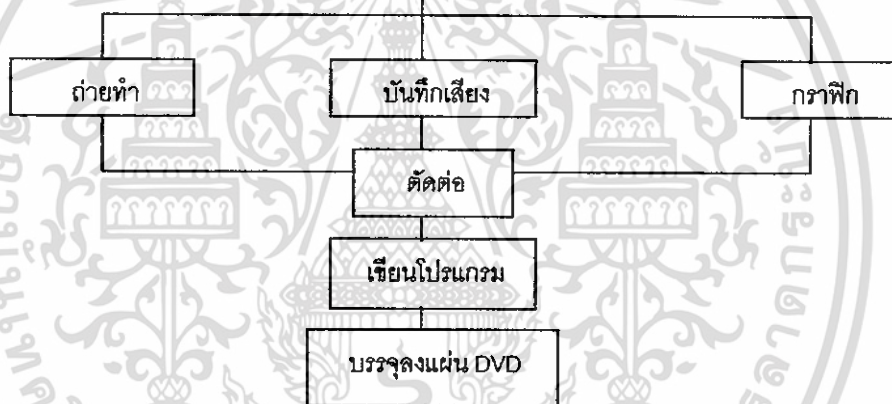 ถ่ายทำ
บันทึกเสียง
กราฟิก
ตัดต่อ
เขียนโปรแกรม
บรรจุลงแผ่น DVD